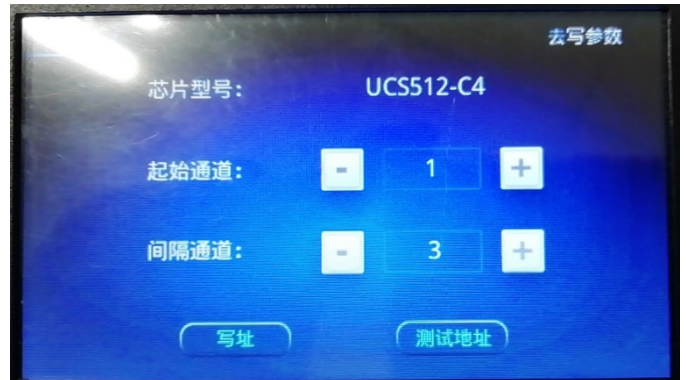 去写参数
芯片型号： UCS512-C4
起始通道： - 1 +
间隔通道： - 3 +
写址 测试地址